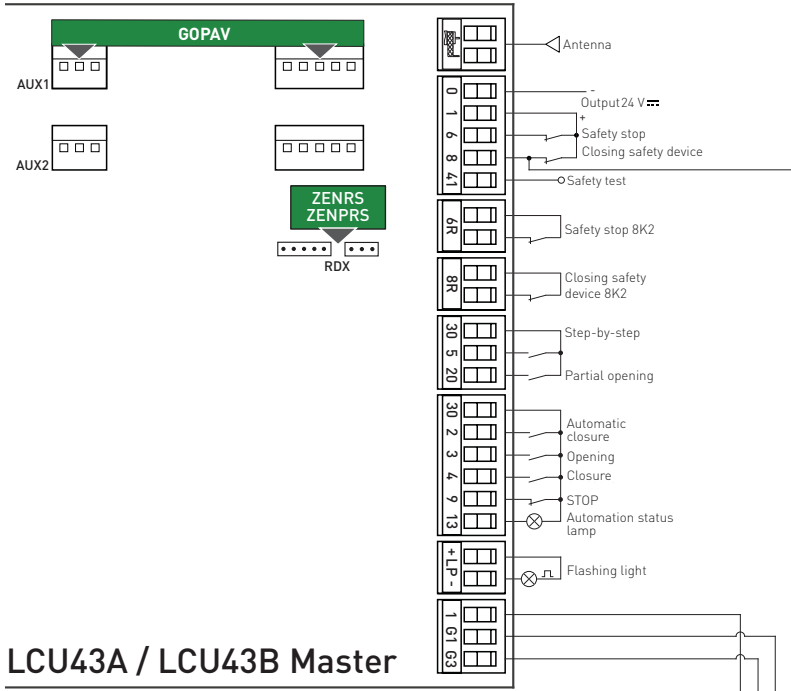 GOPAV
AUX1
AUX2
ZENRS
ZENPRS
RDX
Antenna
0
-
Output 24 V
1
+
6
Safety stop
8
Closing safety device
41
Safety test
6R
Safety stop 8K2
8R
Closing safety
device 8K2
30
Step-by-step
5
20
Partial opening
30
2
Automatic
closure
3
Opening
4
Closure
9
STOP
13
Automation status
lamp
+ LP -
Flashing light
1
G1
G3
LCU43A / LCU43B Master